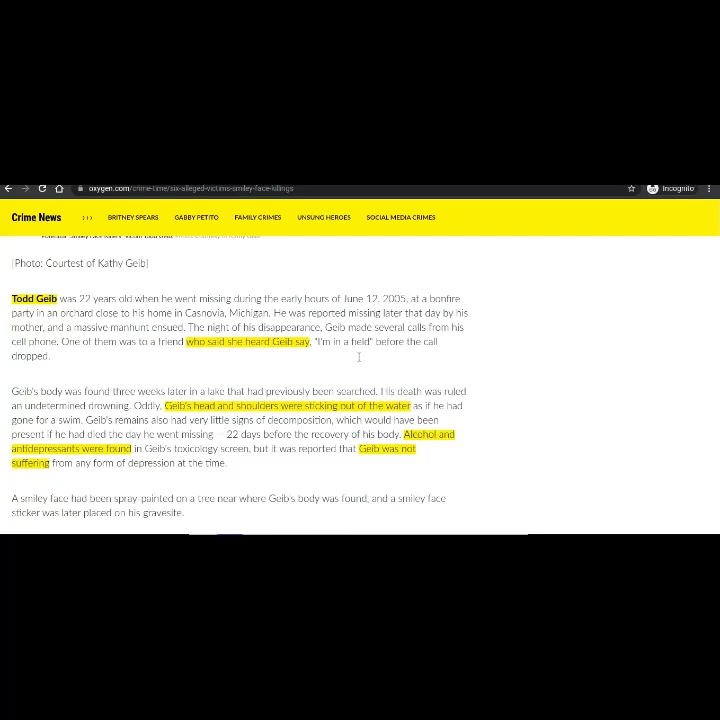 oxygen.com/crime-time/six-alleged-victims-smiley-face-killings
Incognito
Crime News
BRITNEY SPEARS
GABBY PETITO
FAMILY CRIMES
UNSUNG HEROES
SOCIAL MEDIA CRIMES
[Photo: Courtest of Kathy Geib]
Todd Geib was 22 years old when he went missing during the early hours of June 12, 2005, at a bonfire
party in an orchard close to his home in Casnovia, Michigan. He was reported missing later that day by his
mother, and a massive manhunt ensued. The night of his disappearance, Geib made several calls from his
cell phone. One of them was to a friend who said she heard Geib say, "I'm in a field" before the call
dropped.
Geib's body was found three weeks later in a lake that had previously been searched. His death was ruled
an undetermined drowning. Oddly, Geib's head and shoulders were sticking out of the water as if he had
gone for a swim. Geib's remains also had very little signs of decomposition, which would have been
present if he had died the day he went missing — 22 days before the recovery of his body. Alcohol and
antidepressants were found in Geib's toxicology screen, but it was reported that Geib was not
suffering from any form of depression at the time.
A smiley face had been spray-painted on a tree near where Geib's body was found, and a smiley face
sticker was later placed on his gravesite.